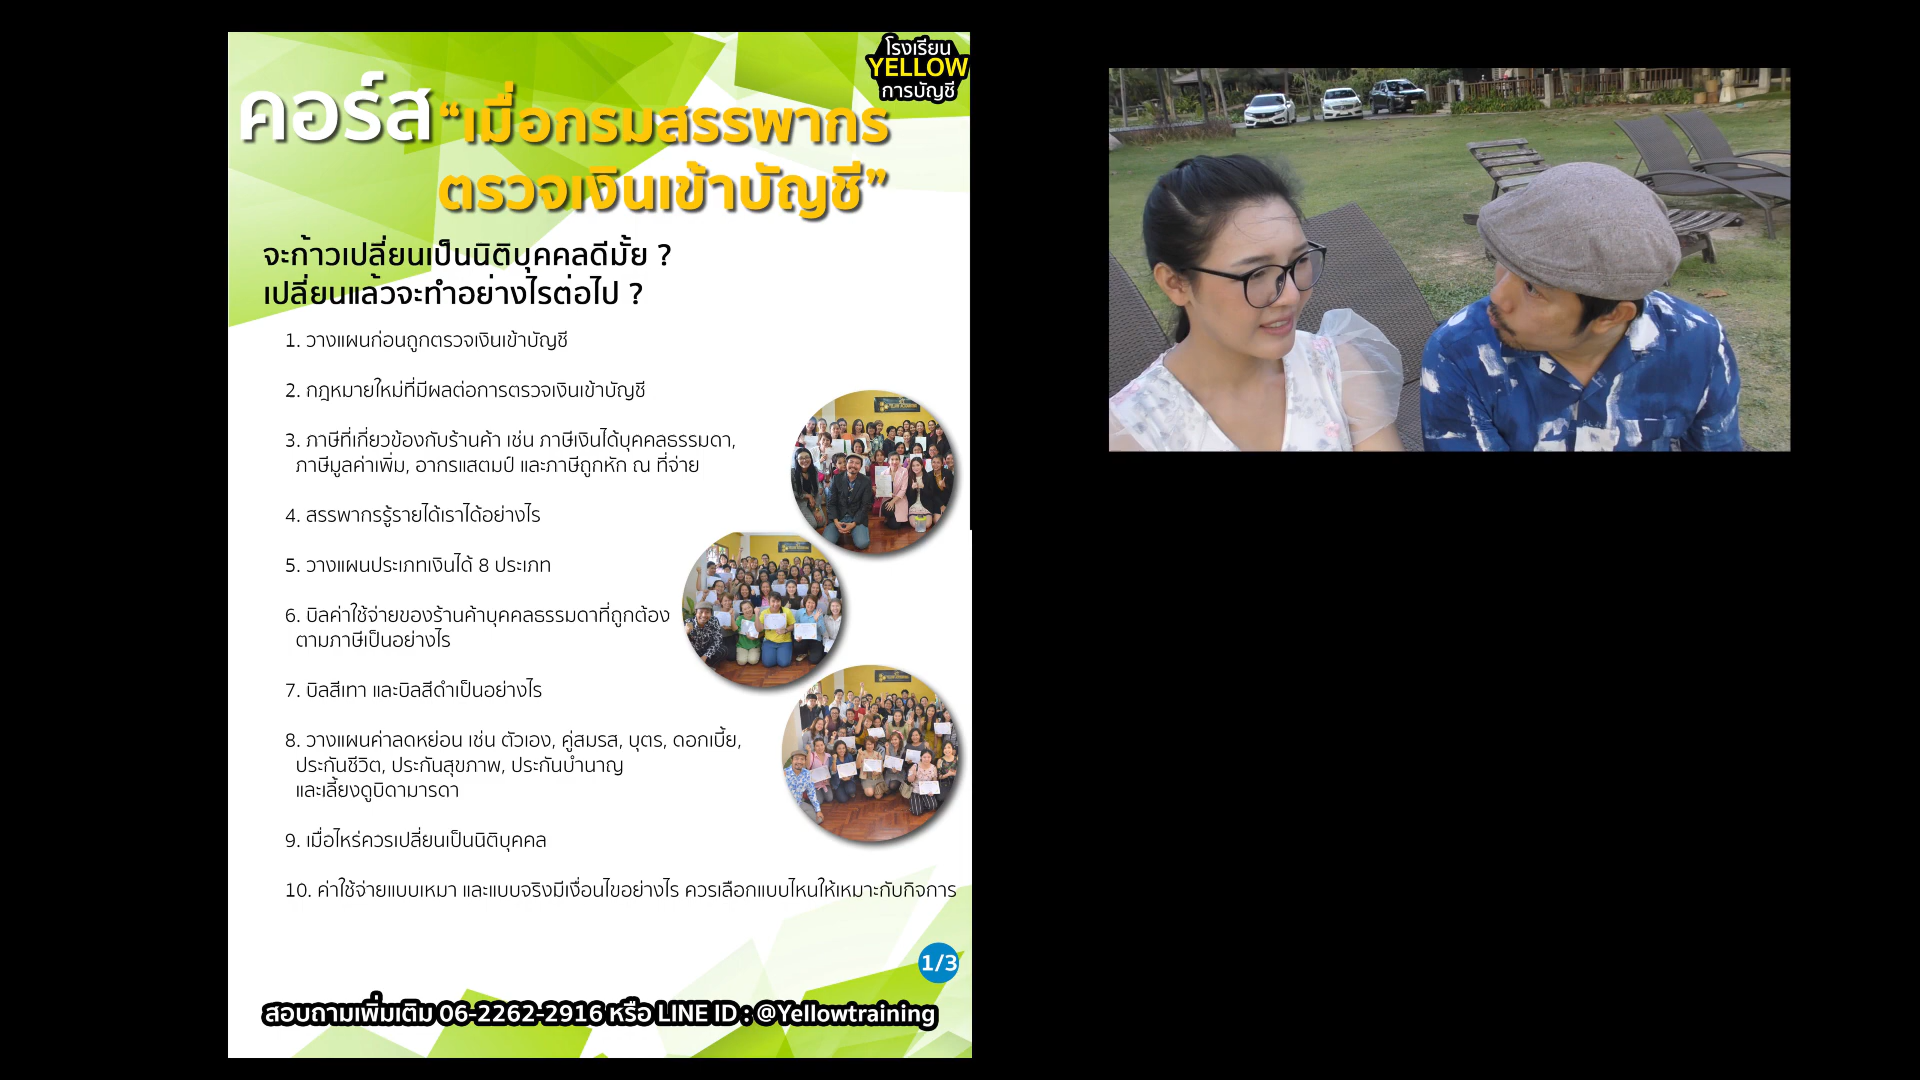 โรงเรียน
YELLOW
การบัญชี
คอร์ส “เมื่อกรมสรรพากร
ตรวจเงินเข้าบัญชี”
จะก้าวเปลี่ยนเป็นนิติบุคคลดีมั้ย ?
เปลี่ยนแล้วจะทำอย่างไรต่อไป ?
1. วางแผนก่อนถูกตรวจเงินเข้าบัญชี
2. กฎหมายใหม่ที่มีผลต่อการตรวจเงินเข้าบัญชี
3. ภาษีที่เกี่ยวข้องกับร้านค้า เช่น ภาษีเงินได้บุคคลธรรมดา,
ภาษีมูลค่าเพิ่ม, อากรแสตมป์ และภาษีถูกหัก ณ ที่จ่าย
4. สรรพากรรู้รายได้เราได้อย่างไร
5. วางแผนประเภทเงินได้ 8 ประเภท
6. บิลค่าใช้จ่ายของร้านค้าบุคคลธรรมดาที่ถูกต้อง
ตามภาษีเป็นอย่างไร
7. บิลสีเทา และบิลสีดำเป็นอย่างไร
8. วางแผนค่าลดหย่อน เช่น ตัวเอง, คู่สมรส, บุตร, ดอกเบี้ย,
ประกันชีวิต, ประกันสุขภาพ, ประกันบำนาญ
และเลี้ยงดูบิดามารดา
9. เมื่อไหร่ควรเปลี่ยนเป็นนิติบุคคล
10. ค่าใช้จ่ายแบบเหมา และแบบจริงมีเงื่อนไขอย่างไร ควรเลือกแบบไหนให้เหมาะกับกิจการ
1/3
สอบถามเพิ่มเติม 06-2262-2916 หรือ LINE ID : @Yellowtraining